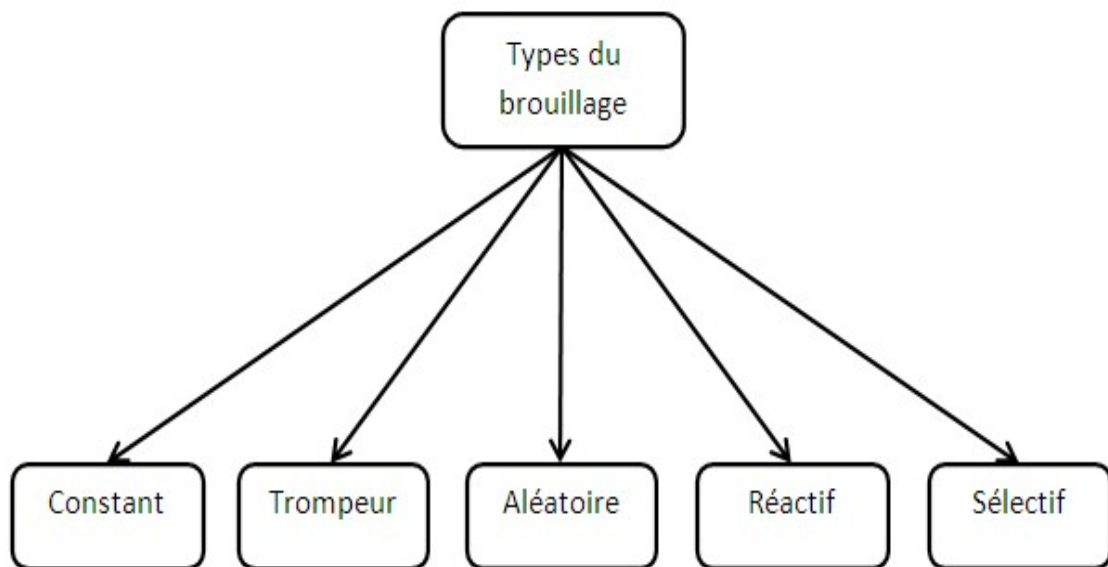 Types du
brouillage
Constant
Trompeur
Aléatoire
Réactif
Sélectif